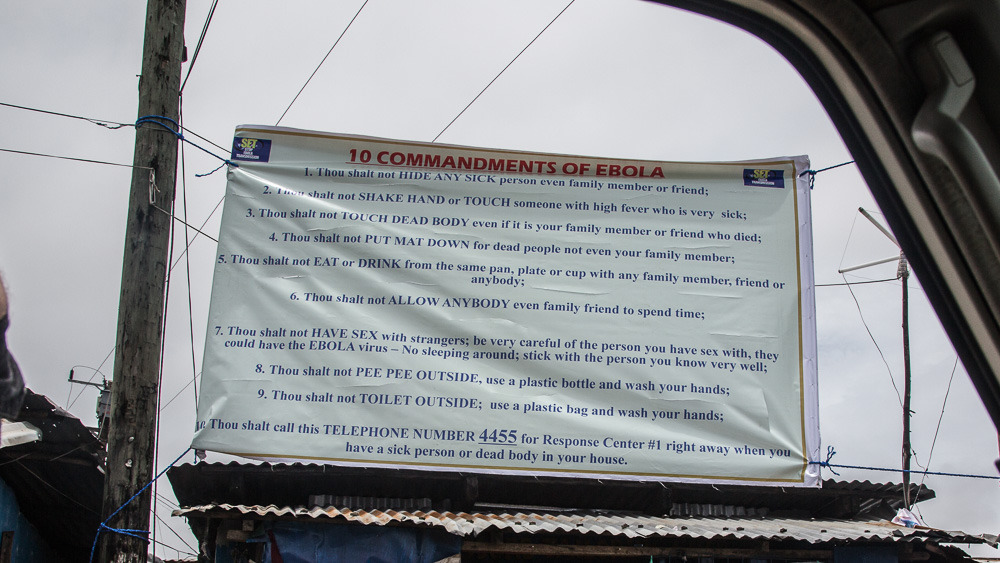 SET
10 COMMANDMENTS OF EBOLA
SET
1. Thou shalt not HIDE ANY SICK person even family member or friend;
2. Thou shalt not SHAKE HAND or TOUCH someone with high fever who is very sick;
3. Thou shalt not TOUCH DEAD BODY even if it is your family member or friend who died;
4. Thou shalt not PUT MAT DOWN for dead people not even your family member;
5. Thou shalt not EAT or DRINK from the same pan, plate or cup with any family member, friend or
anybody;
6. Thou shalt not ALLOW ANYBODY even family friend to spend time;
7. Thou shalt not HAVE SEX with strangers; be very careful of the person you have sex with, they
could have the EBOLA virus – No sleeping around; stick with the person you know very well;
8. Thou shalt not PEE PEE OUTSIDE, use a plastic bottle and wash your hands;
9. Thou shalt not TOILET OUTSIDE; use a plastic bag and wash your hands;
10. Thou shalt call this TELEPHONE NUMBER 4455 for Response Center #1 right away when you
have a sick person or dead body in your house.